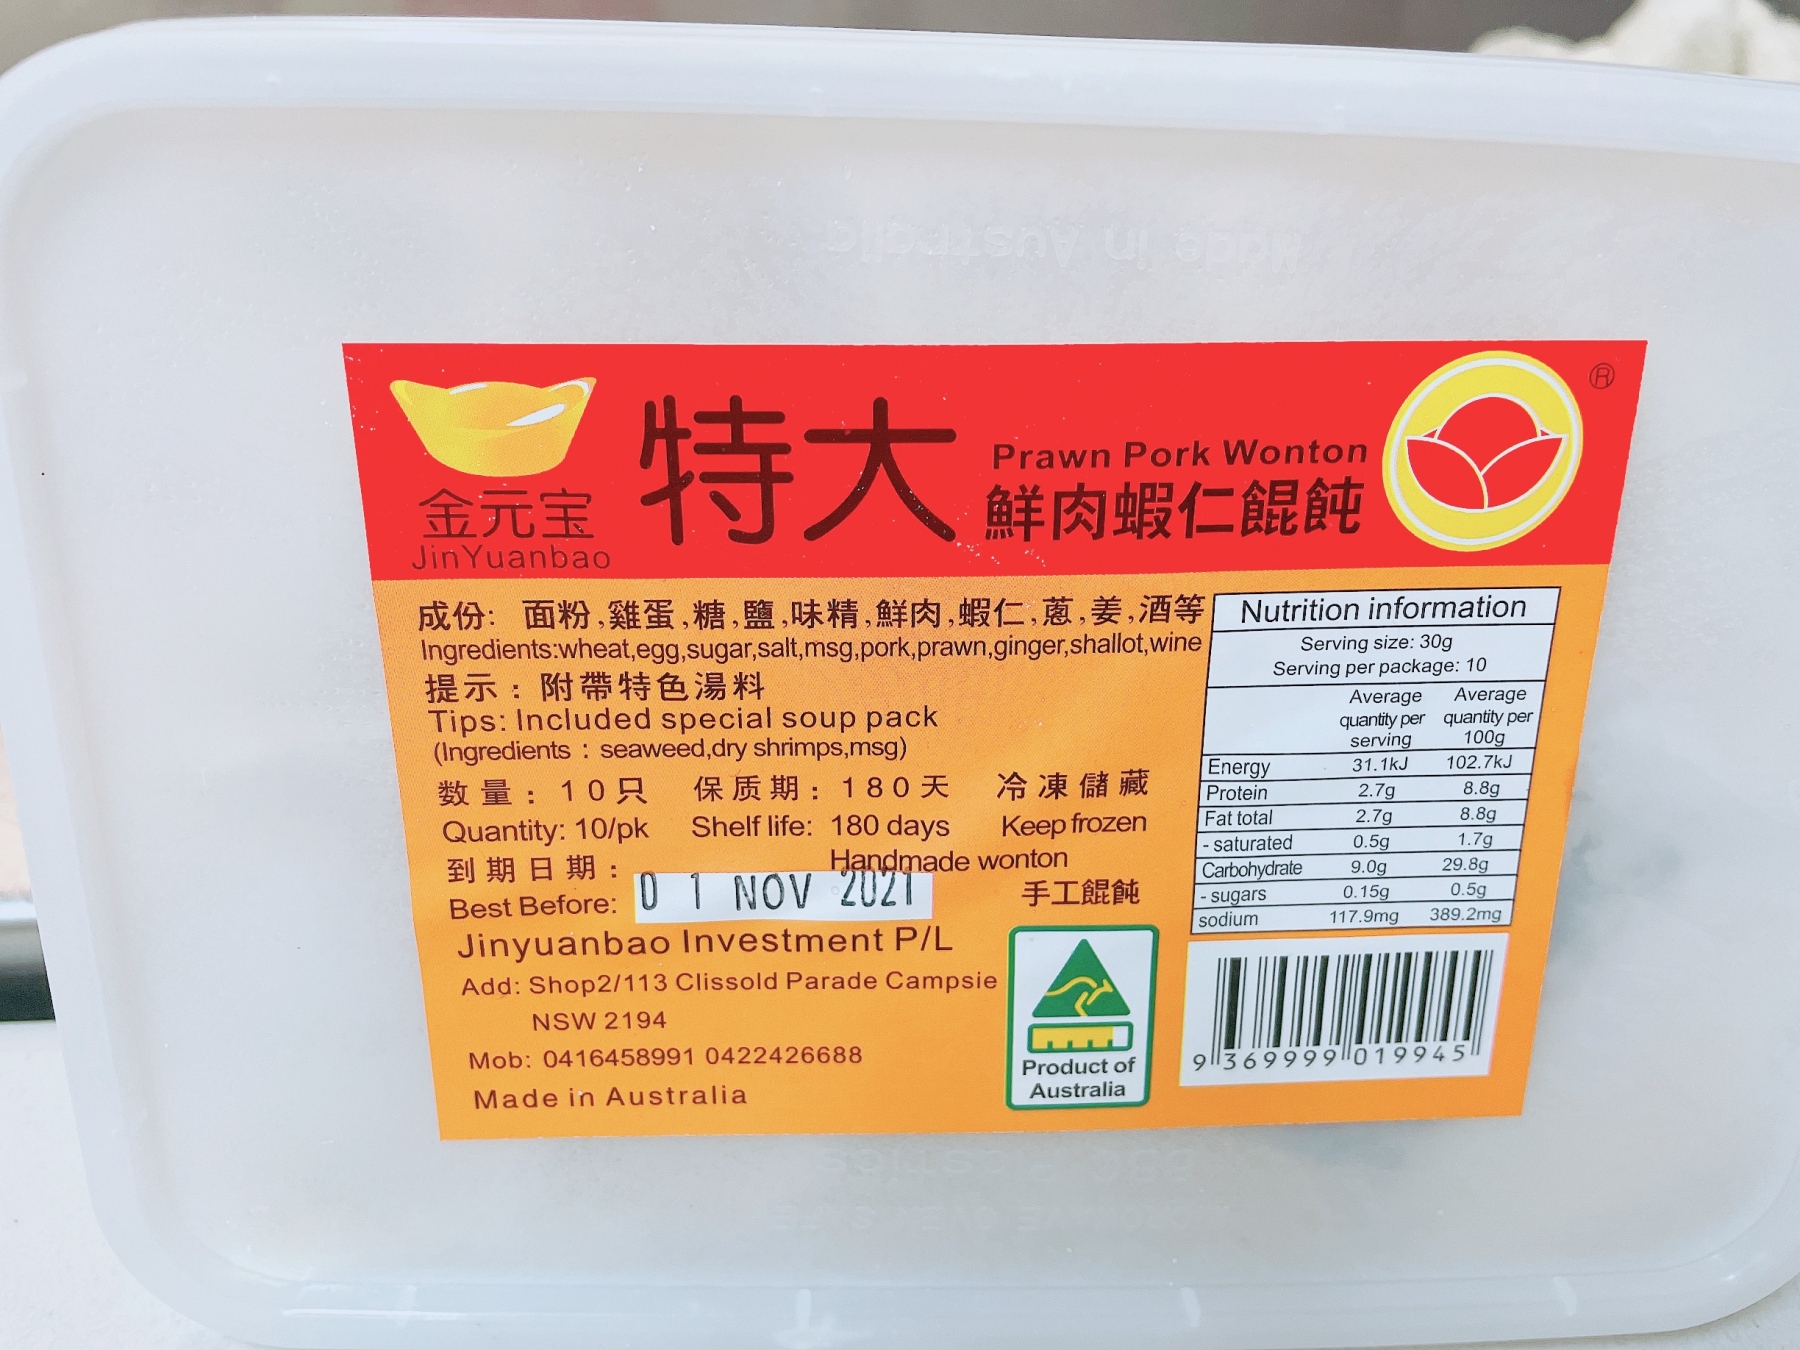 Made in Australia
金元宝
JinYuanbao
特大
Prawn Pork Wonton
鮮肉蝦仁餛飩
®
成份: 面粉,雞蛋,糖,鹽,味精,鮮肉,蝦仁,蔥,姜,酒等
Ingredients:wheat,egg,sugar,salt,msg,pork,prawn,ginger,shallot,wine
提示：附帶特色湯料
Tips: Included special soup pack
(Ingredients：seaweed,dry shrimps,msg)
数量：10只 保质期：180天 冷凍儲藏
Quantity: 10/pk Shelf life: 180 days Keep frozen
到期日期： Handmade wonton
Best Before: 01 NOV 2021 手工餛飩
Jinyuanbao Investment P/L
Add: Shop2/113 Clissold Parade Campsie
NSW 2194
Mob: 0416458991 0422426688
Made in Australia
Product of
Australia
Nutrition information
Serving size: 30g
Serving per package: 10
Average Average
quantity per quantity per
serving 100g
Energy 31.1kJ 102.7kJ
Protein 2.7g 8.8g
Fat total 2.7g 8.8g
- saturated 0.5g 1.7g
Carbohydrate 9.0g 29.8g
- sugars 0.15g 0.5g
sodium 117.9mg 389.2mg
9 369999 019945